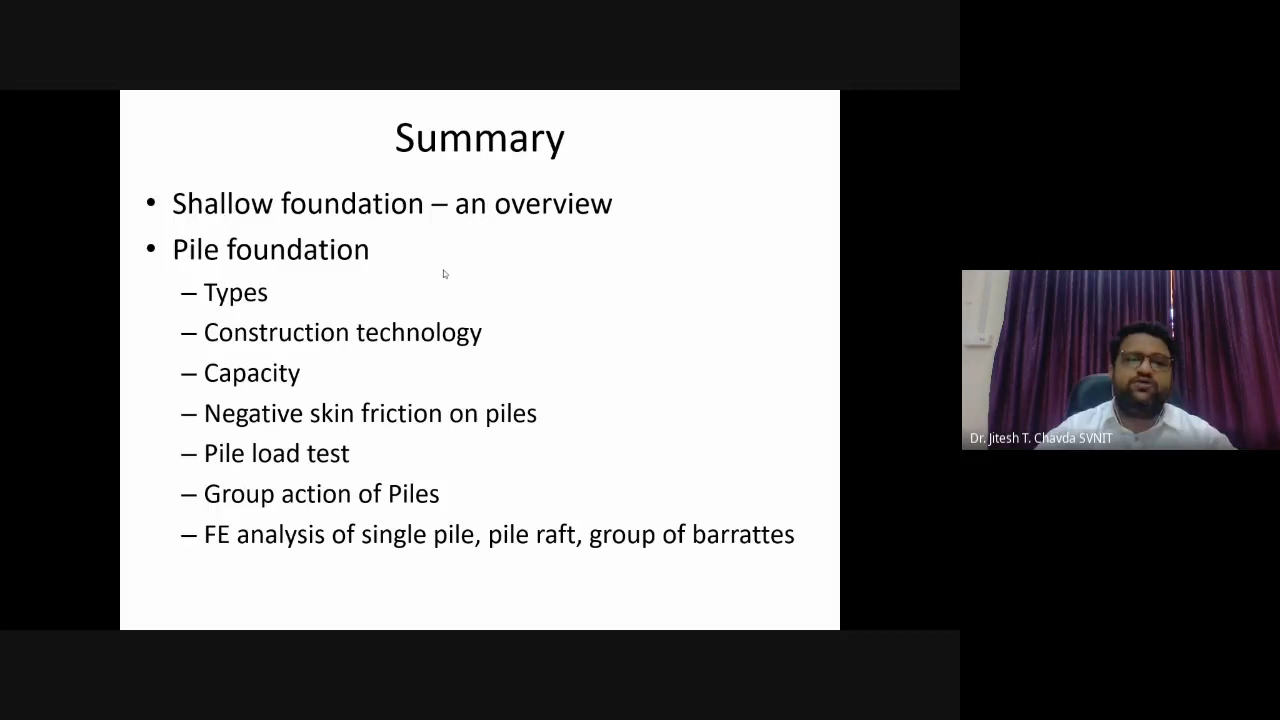 Summary
• Shallow foundation – an overview
• Pile foundation
– Types
– Construction technology
– Capacity
– Negative skin friction on piles
– Pile load test
– Group action of Piles
– FE analysis of single pile, pile raft, group of barrattes
Dr. Jitesh T. Chavda SVNIT